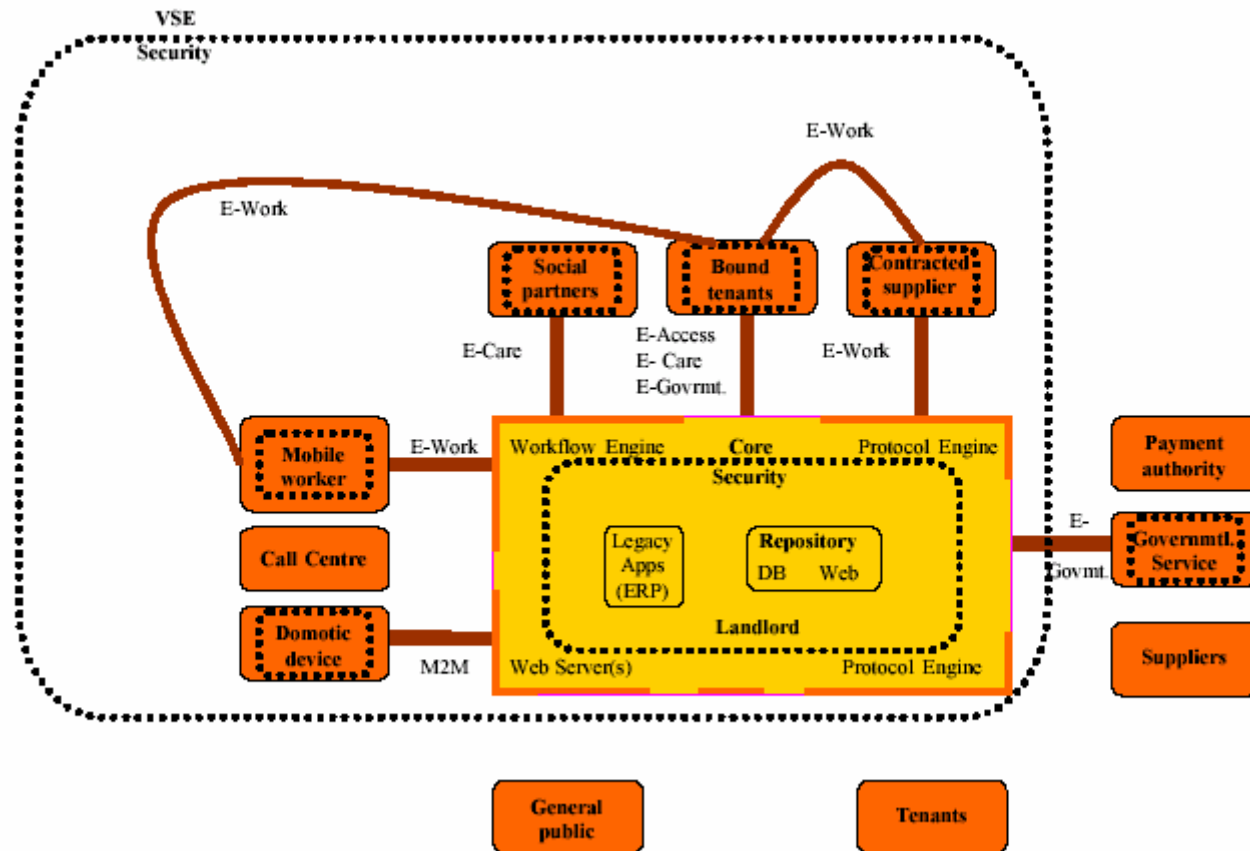 VSE
Security
E-Work
E-Work
Social
partners
Bound
tenants
Contracted
supplier
E-Care
E-Access
E- Care
E-Govrmt.
E-Work
Mobile
worker
E-Work
Workflow Engine
Core
Protocol Engine
Security
Payment
authority
Call Centre
Legacy
Apps
(ERP)
Repository
DB Web
E-
Govmt.
Governmtl.
Service
Domotic
device
M2M
Landlord
Web Server(s)
Protocol Engine
Suppliers
General
public
Tenants